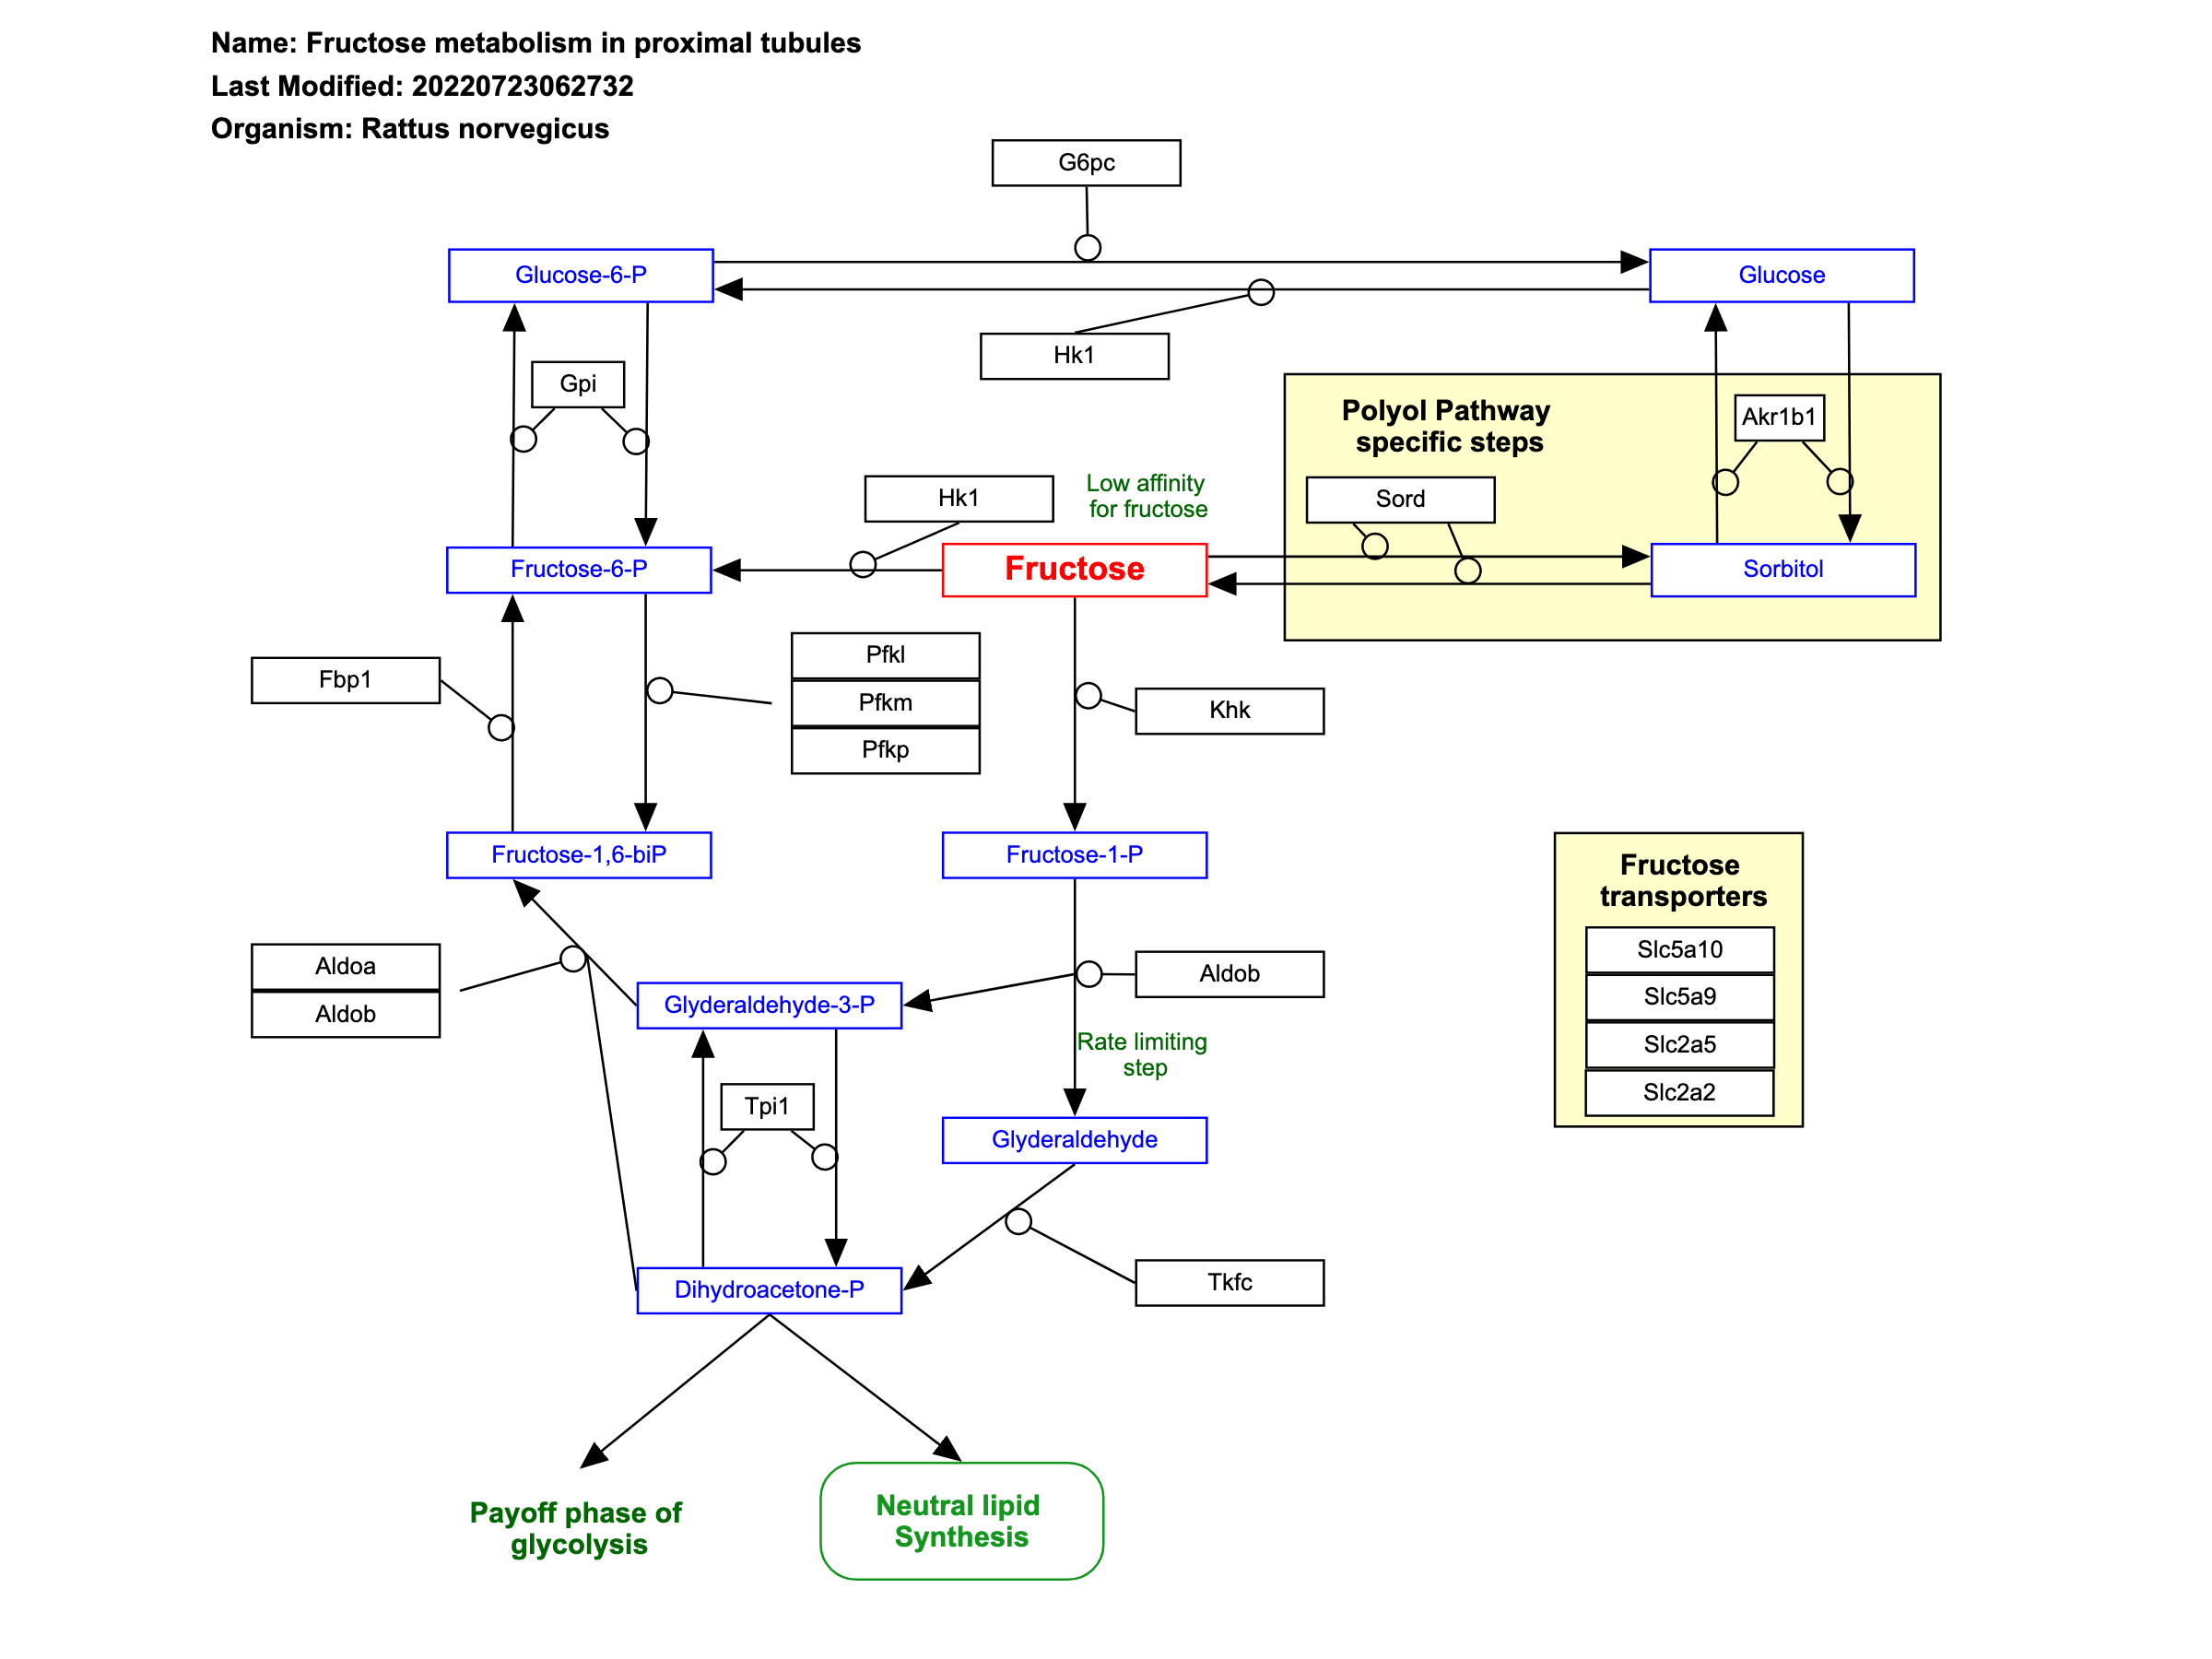 Name: Fructose metabolism in proximal tubules
Last Modified: 20220723062732
Organism: Rattus norvegicus
G6pc
Glucose-6-P
Glucose
Hk1
Gpi
Polyol Pathway
specific steps
Akr1b1
Hk1
Low affinity
for fructose
Sord
Fructose-6-P
Fructose
Sorbitol
Fbp1
Pfkl
Pfkm
Pfkp
Khk
Fructose-1,6-biP
Fructose-1-P
Fructose
transporters
Slc5a10
Slc5a9
Slc2a5
Slc2a2
Aldoa
Aldob
Glyderaldehyde-3-P
Aldob
Rate limiting
step
Tpi1
Glyderaldehyde
Dihydroacetone-P
Tkfc
Payoff phase of
glycolysis
Neutral lipid
Synthesis